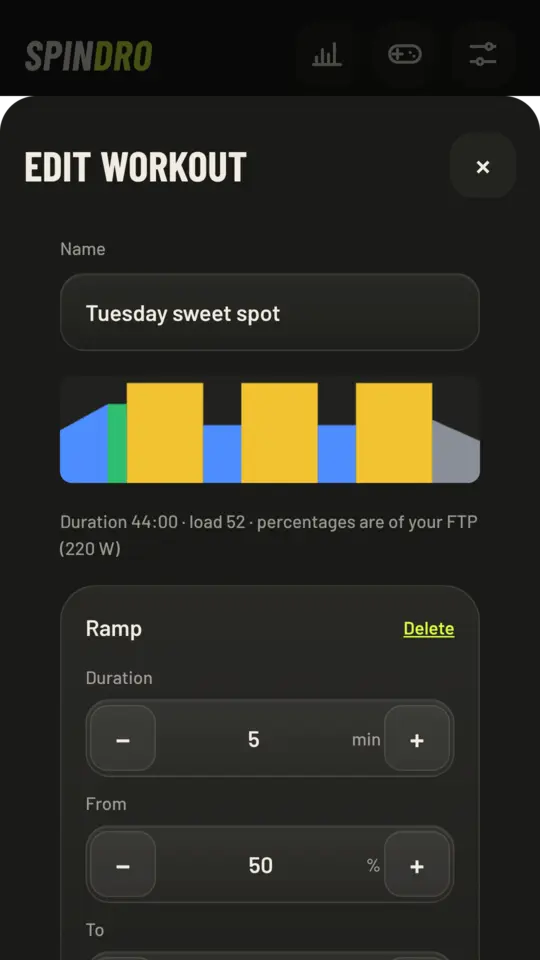 SPINDRO
EDIT WORKOUT
×
Name
Tuesday sweet spot
Duration 44:00 · load 52 · percentages are of your FTP
(220 W)
Ramp
Delete
Duration
− 5 min +
From
− 50 % +
To